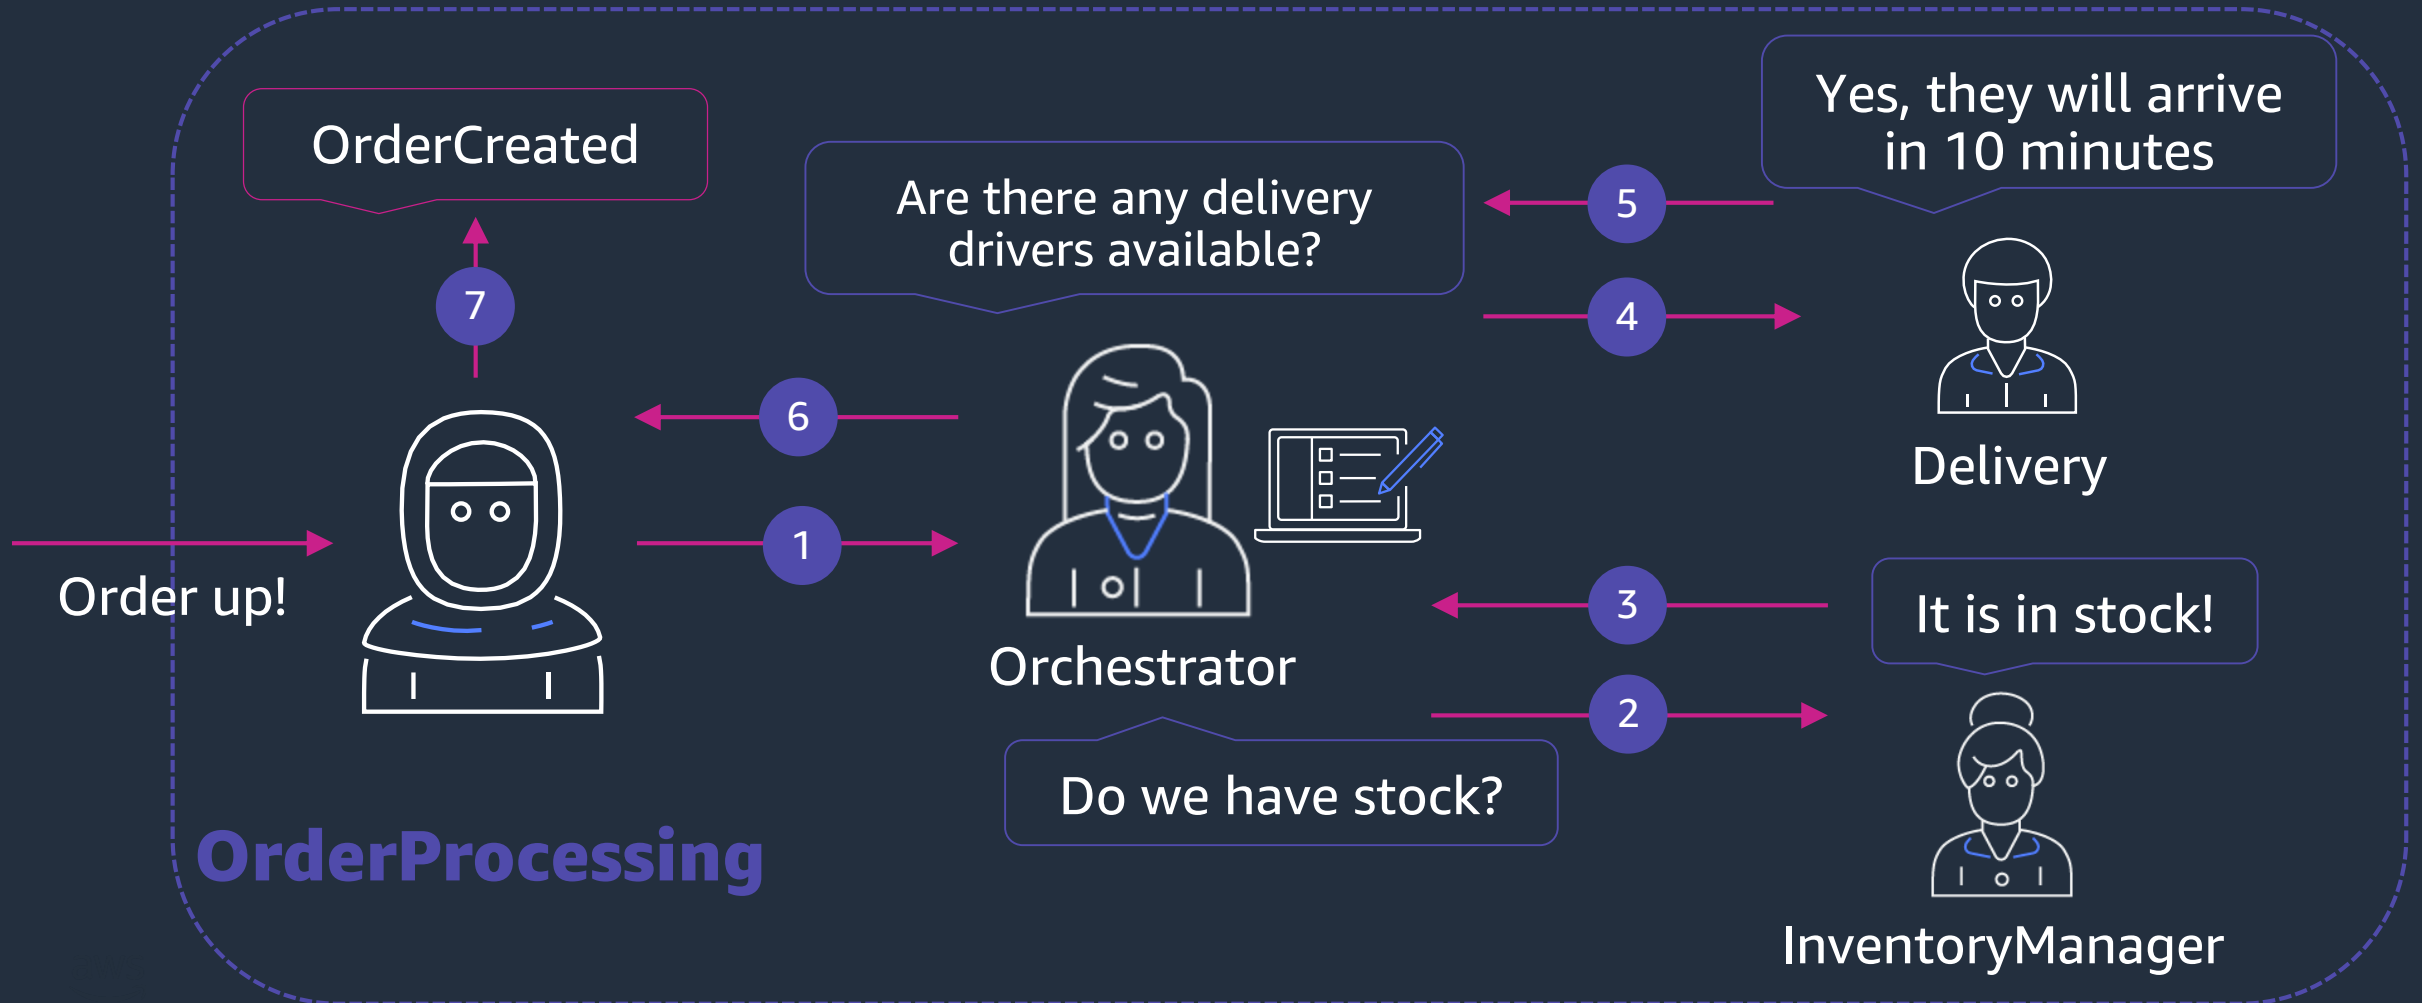 OrderCreated
7
Order up!
6
1
Are there any delivery
drivers available?
Orchestrator
Do we have stock?
5
4
3
2
Yes, they will arrive
in 10 minutes
Delivery
It is in stock!
InventoryManager
OrderProcessing